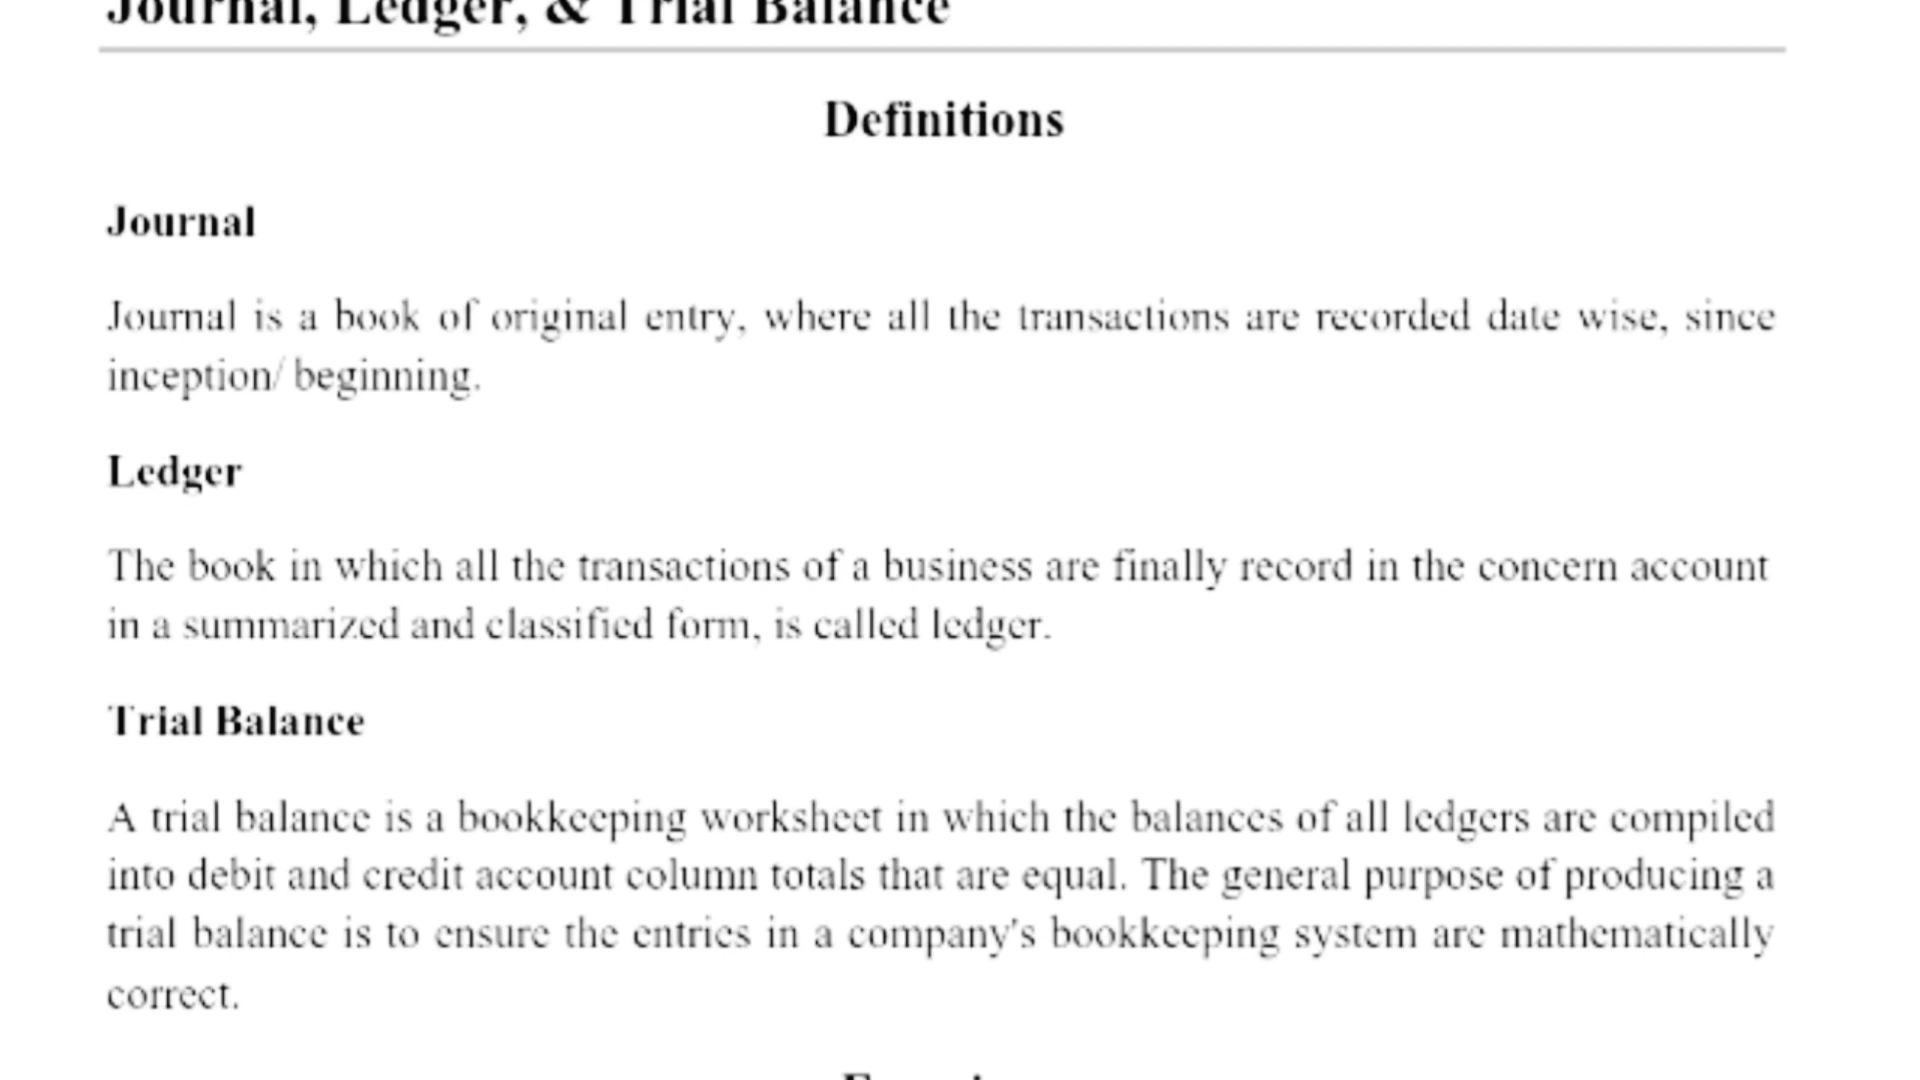 Journal, Ledger, & Trial Balance
Definitions
Journal
Journal is a book of original entry, where all the transactions are recorded date wise, since
inception/ beginning.
Ledger
The book in which all the transactions of a business are finally record in the concern account
in a summarized and classified form, is called ledger.
Trial Balance
A trial balance is a bookkeeping worksheet in which the balances of all ledgers are compiled
into debit and credit account column totals that are equal. The general purpose of producing a
trial balance is to ensure the entries in a company's bookkeeping system are mathematically
correct.